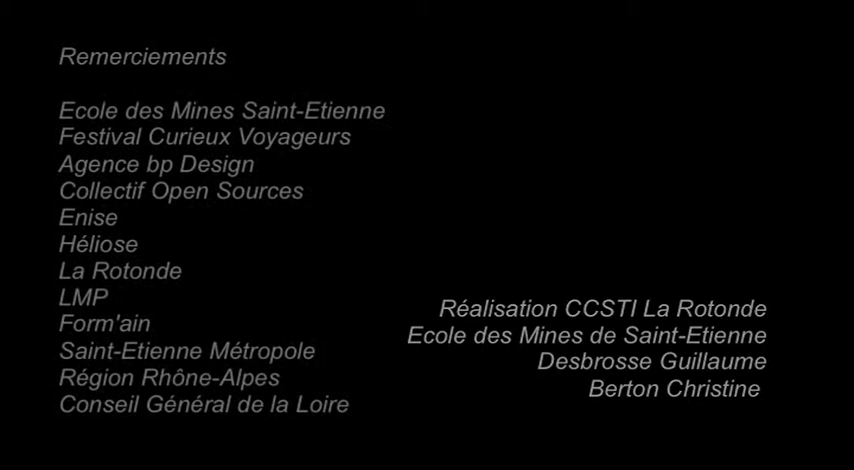 Remerciements
Ecole des Mines Saint-Etienne
Festival Curieux Voyageurs
Agence bp Design
Collectif Open Sources
Enise
Héliose
La Rotonde
LMP
Form'ain
Saint-Etienne Métropole
Région Rhône-Alpes
Conseil Général de la Loire
Réalisation CCSTI La Rotonde
Ecole des Mines de Saint-Etienne
Desbrosse Guillaume
Berton Christine